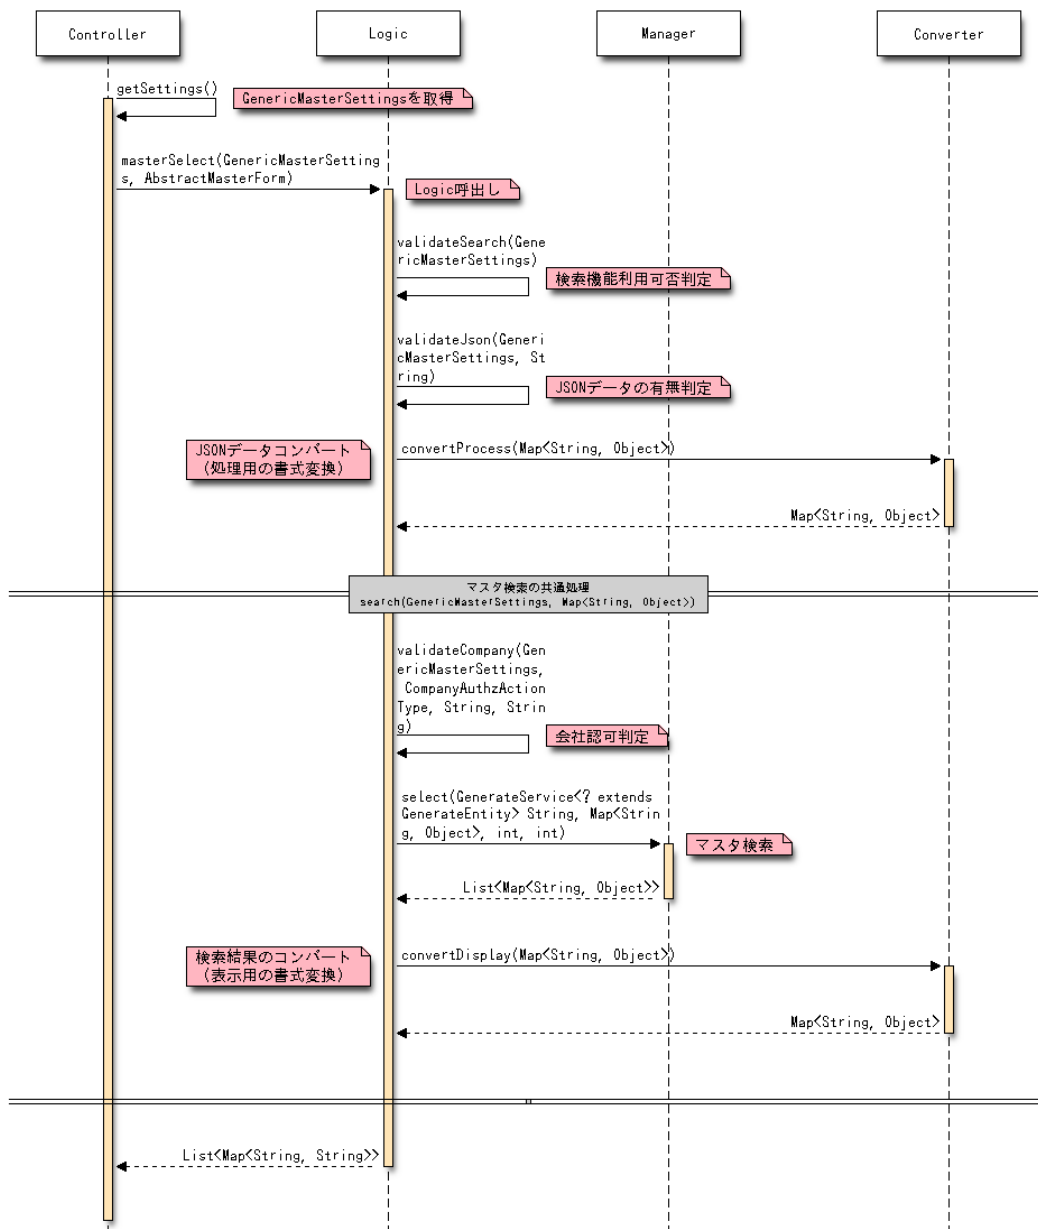 Controller
Logic
Manager
Converter
getSettings()
GenericMasterSettingsを取得
masterSelect(GenericMasterSetting
s, AbstractMasterForm)
Logic呼出し
validateSearch(Gene
ricMasterSettings)
検索機能利用可否判定
validateJson(Generi
cMasterSettings, St
ring)
JSONデータの有無判定
JSONデータコンバート
（処理用の書式変換）
convertProcess(Map<String, Object>)
Map<String, Object>
マスタ検索の共通処理
search(GenericMasterSettings, Map<String, Object>)
validateCompany(Gen
ericMasterSettings,
CompanyAuthzAction
Type, String, Strin
g)
会社認可判定
select(GenerateService<? extends
GenerateEntity> String, Map<Strin
g, Object>, int, int)
マスタ検索
List<Map<String, Object>>
検索結果のコンバート
（表示用の書式変換）
convertDisplay(Map<String, Object>)
Map<String, Object>
List<Map<String, String>>